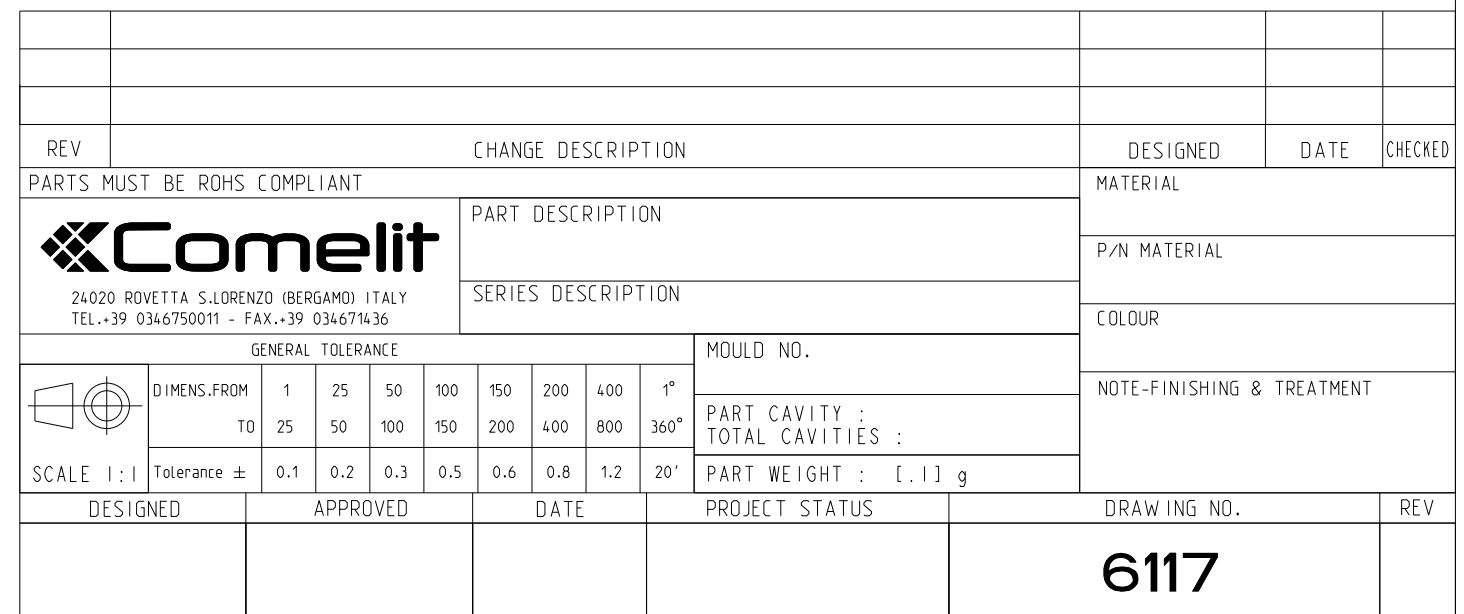 REV CHANGE DESCRIPTION DESIGNED DATE CHECKED
PARTS MUST BE ROHS COMPLIANT
MATERIAL
Comelit
24020 ROVETTA S.LORENZO (BERGAMO) ITALY
TEL.+39 0346750011 - FAX.+39 034671436
PART DESCRIPTION
P/N MATERIAL
SERIES DESCRIPTION
COLOUR
GENERAL TOLERANCE
MOULD NO.
DIMENS.FROM 1 25 50 100 150 200 400 1°
TO 25 50 100 150 200 400 800 360°
SCALE 1:1 Tolerance ± 0.1 0.2 0.3 0.5 0.6 0.8 1.2 20'
NOTE-FINISHING & TREATMENT
PART CAVITY :
TOTAL CAVITIES :
PART WEIGHT : [.1] g
DESIGNED APPROVED DATE PROJECT STATUS DRAWING NO. REV
6117